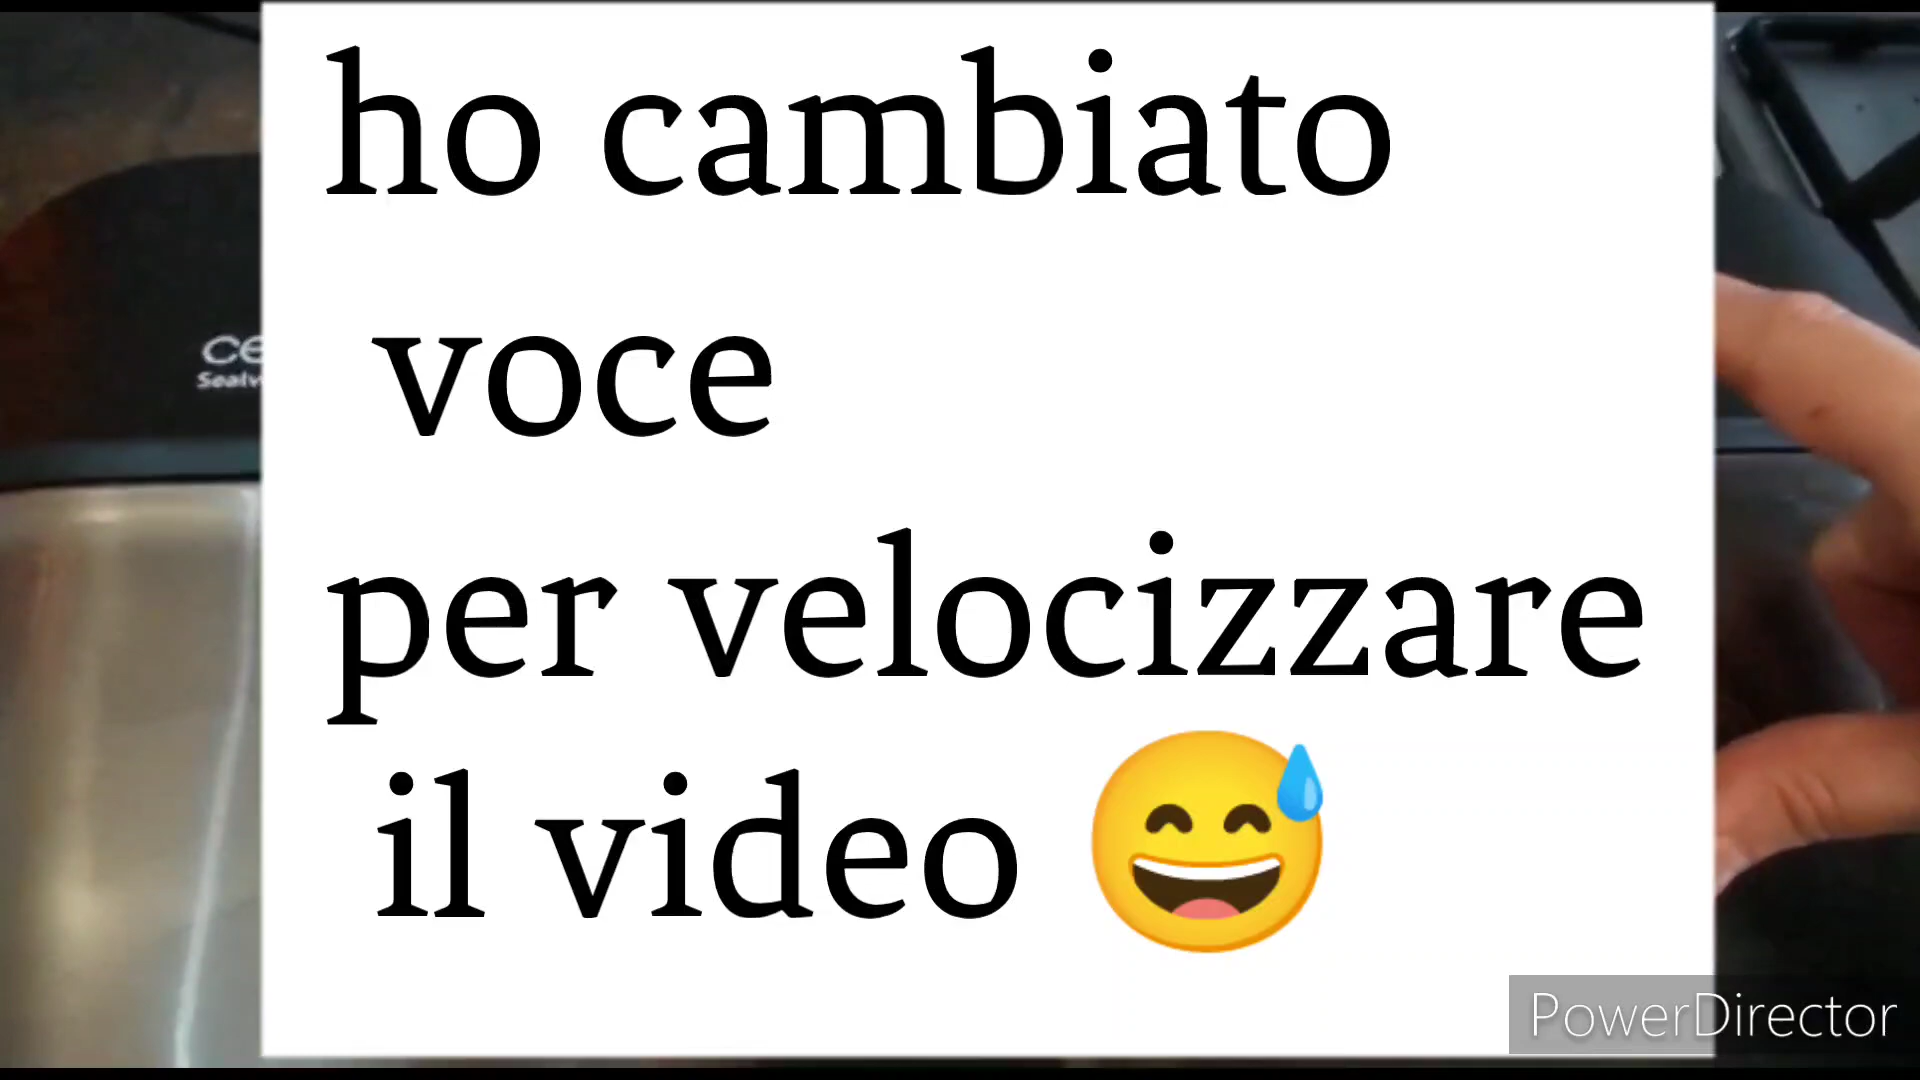 ho cambiato
voce
per velocizzare
il video 😅
PowerDirector